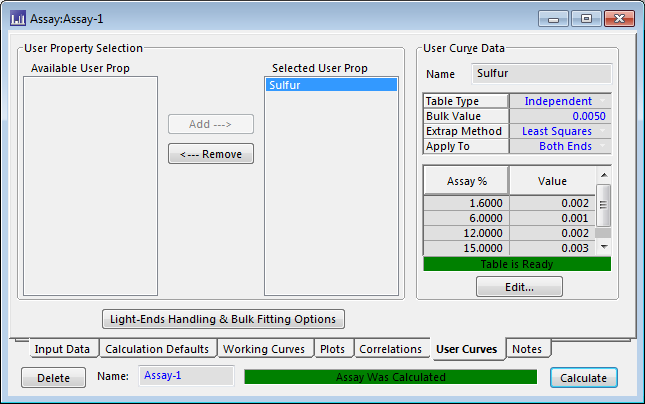 Assay:Assay-1
User Property Selection
Available User Prop
Selected User Prop
Sulfur
Add --->
<--- Remove
Light-Ends Handling & Bulk Fitting Options
User Curve Data
Name Sulfur
Table Type Independent
Bulk Value 0.0050
Extrap Method Least Squares
Apply To Both Ends
Assay % Value
1.6000 0.002
6.0000 0.001
12.0000 0.002
15.0000 0.003
Table is Ready
Edit...
Input Data Calculation Defaults Working Curves Plots Correlations User Curves Notes
Delete Name: Assay-1 Assay Was Calculated Calculate